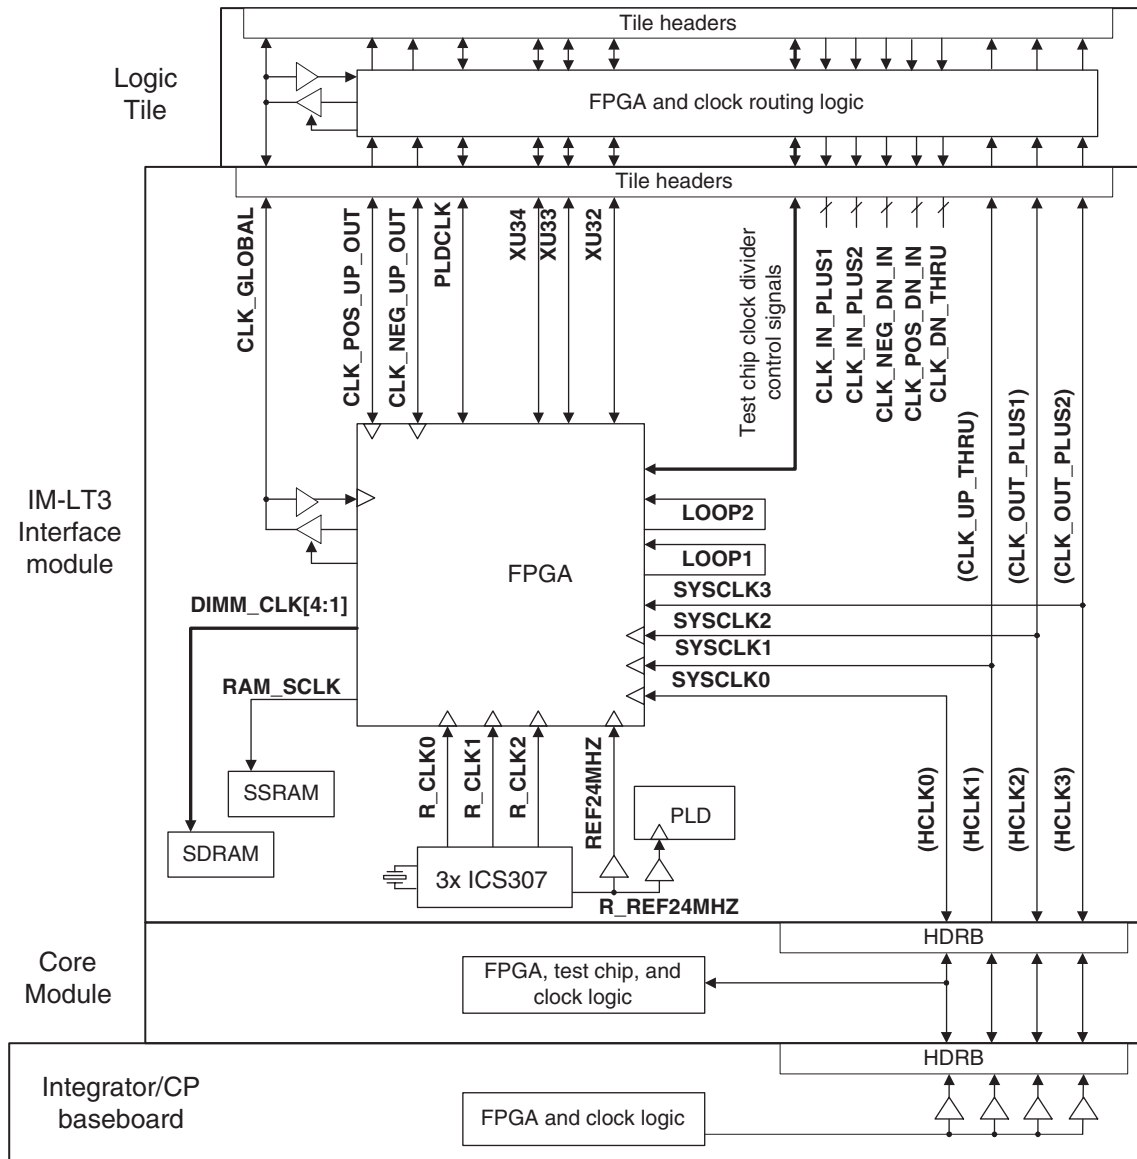 Tile headers
Logic
Tile
FPGA and clock routing logic
Tile headers
CLK_GLOBAL
CLK_POS_UP_OUT
CLK_NEG_UP_OUT
PLDCLK
XU34
XU33
XU32
Test chip clock divider
control signals
CLK_IN_PLUS1
CLK_IN_PLUS2
CLK_NEG_DN_IN
CLK_POS_DN_IN
CLK_DN_THRU
(CLK_UP_THRU)
(CLK_OUT_PLUS1)
(CLK_OUT_PLUS2)
IM-LT3
Interface
module
FPGA
LOOP2
LOOP1
SYSCLK3
SYSCLK2
SYSCLK1
SYSCLK0
DIMM_CLK[4:1]
RAM_SCLK
SSRAM
SDRAM
R_CLK0
R_CLK1
R_CLK2
REF24MHZ
PLD
3x ICS307
R_REF24MHZ
(HCLK0)
(HCLK1)
(HCLK2)
(HCLK3)
HDRB
Core
Module
FPGA, test chip, and
clock logic
HDRB
Integrator/CP
baseboard
FPGA and clock logic